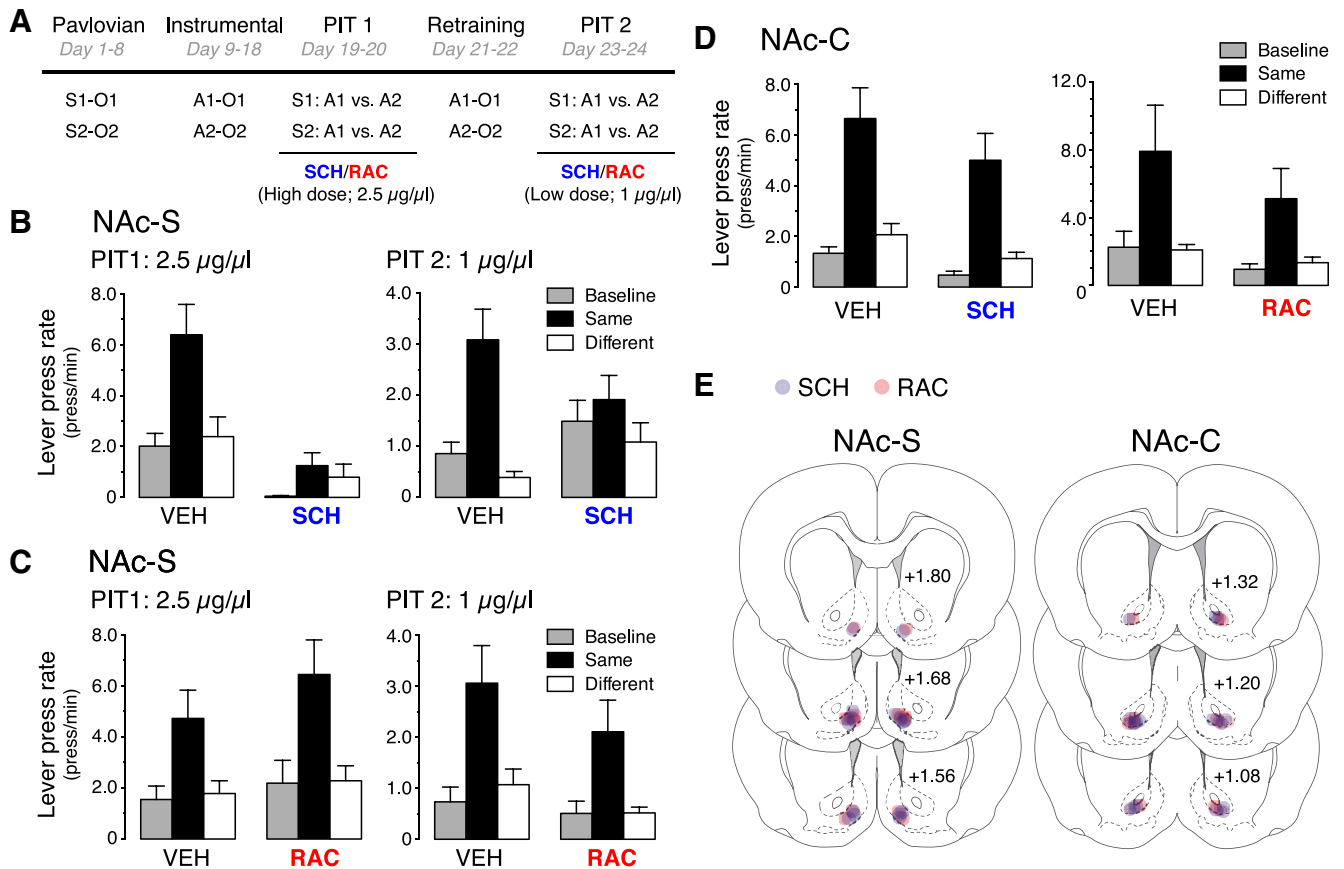 A
Pavlovian Instrumental PIT 1 Retraining PIT 2
Day 1-8 Day 9-18 Day 19-20 Day 21-22 Day 23-24
S1-O1 A1-O1 S1: A1 vs. A2 A1-O1 S1: A1 vs. A2
S2-O2 A2-O2 S2: A1 vs. A2 A2-O2 S2: A1 vs. A2
SCH/RAC SCH/RAC
(High dose; 2.5 µg/µl) (Low dose; 1 µg/µl)
B NAc-S
PIT1: 2.5 µg/µl PIT 2: 1 µg/µl
Lever press rate
(press/min)
8.0
6.0
4.0
2.0
0
VEH SCH
4.0
3.0
2.0
1.0
0
Baseline
Same
Different
VEH SCH
C NAc-S
PIT1: 2.5 µg/µl PIT 2: 1 µg/µl
Lever press rate
(press/min)
8.0
6.0
4.0
2.0
0
VEH RAC
4.0
3.0
2.0
1.0
0
Baseline
Same
Different
VEH RAC
D NAc-C
Lever press rate
(press/min)
8.0
6.0
4.0
2.0
0
VEH SCH
12.0
8.0
4.0
0
Baseline
Same
Different
VEH RAC
E SCH RAC
NAc-S NAc-C
+1.80 +1.32
+1.68 +1.20
+1.56 +1.08